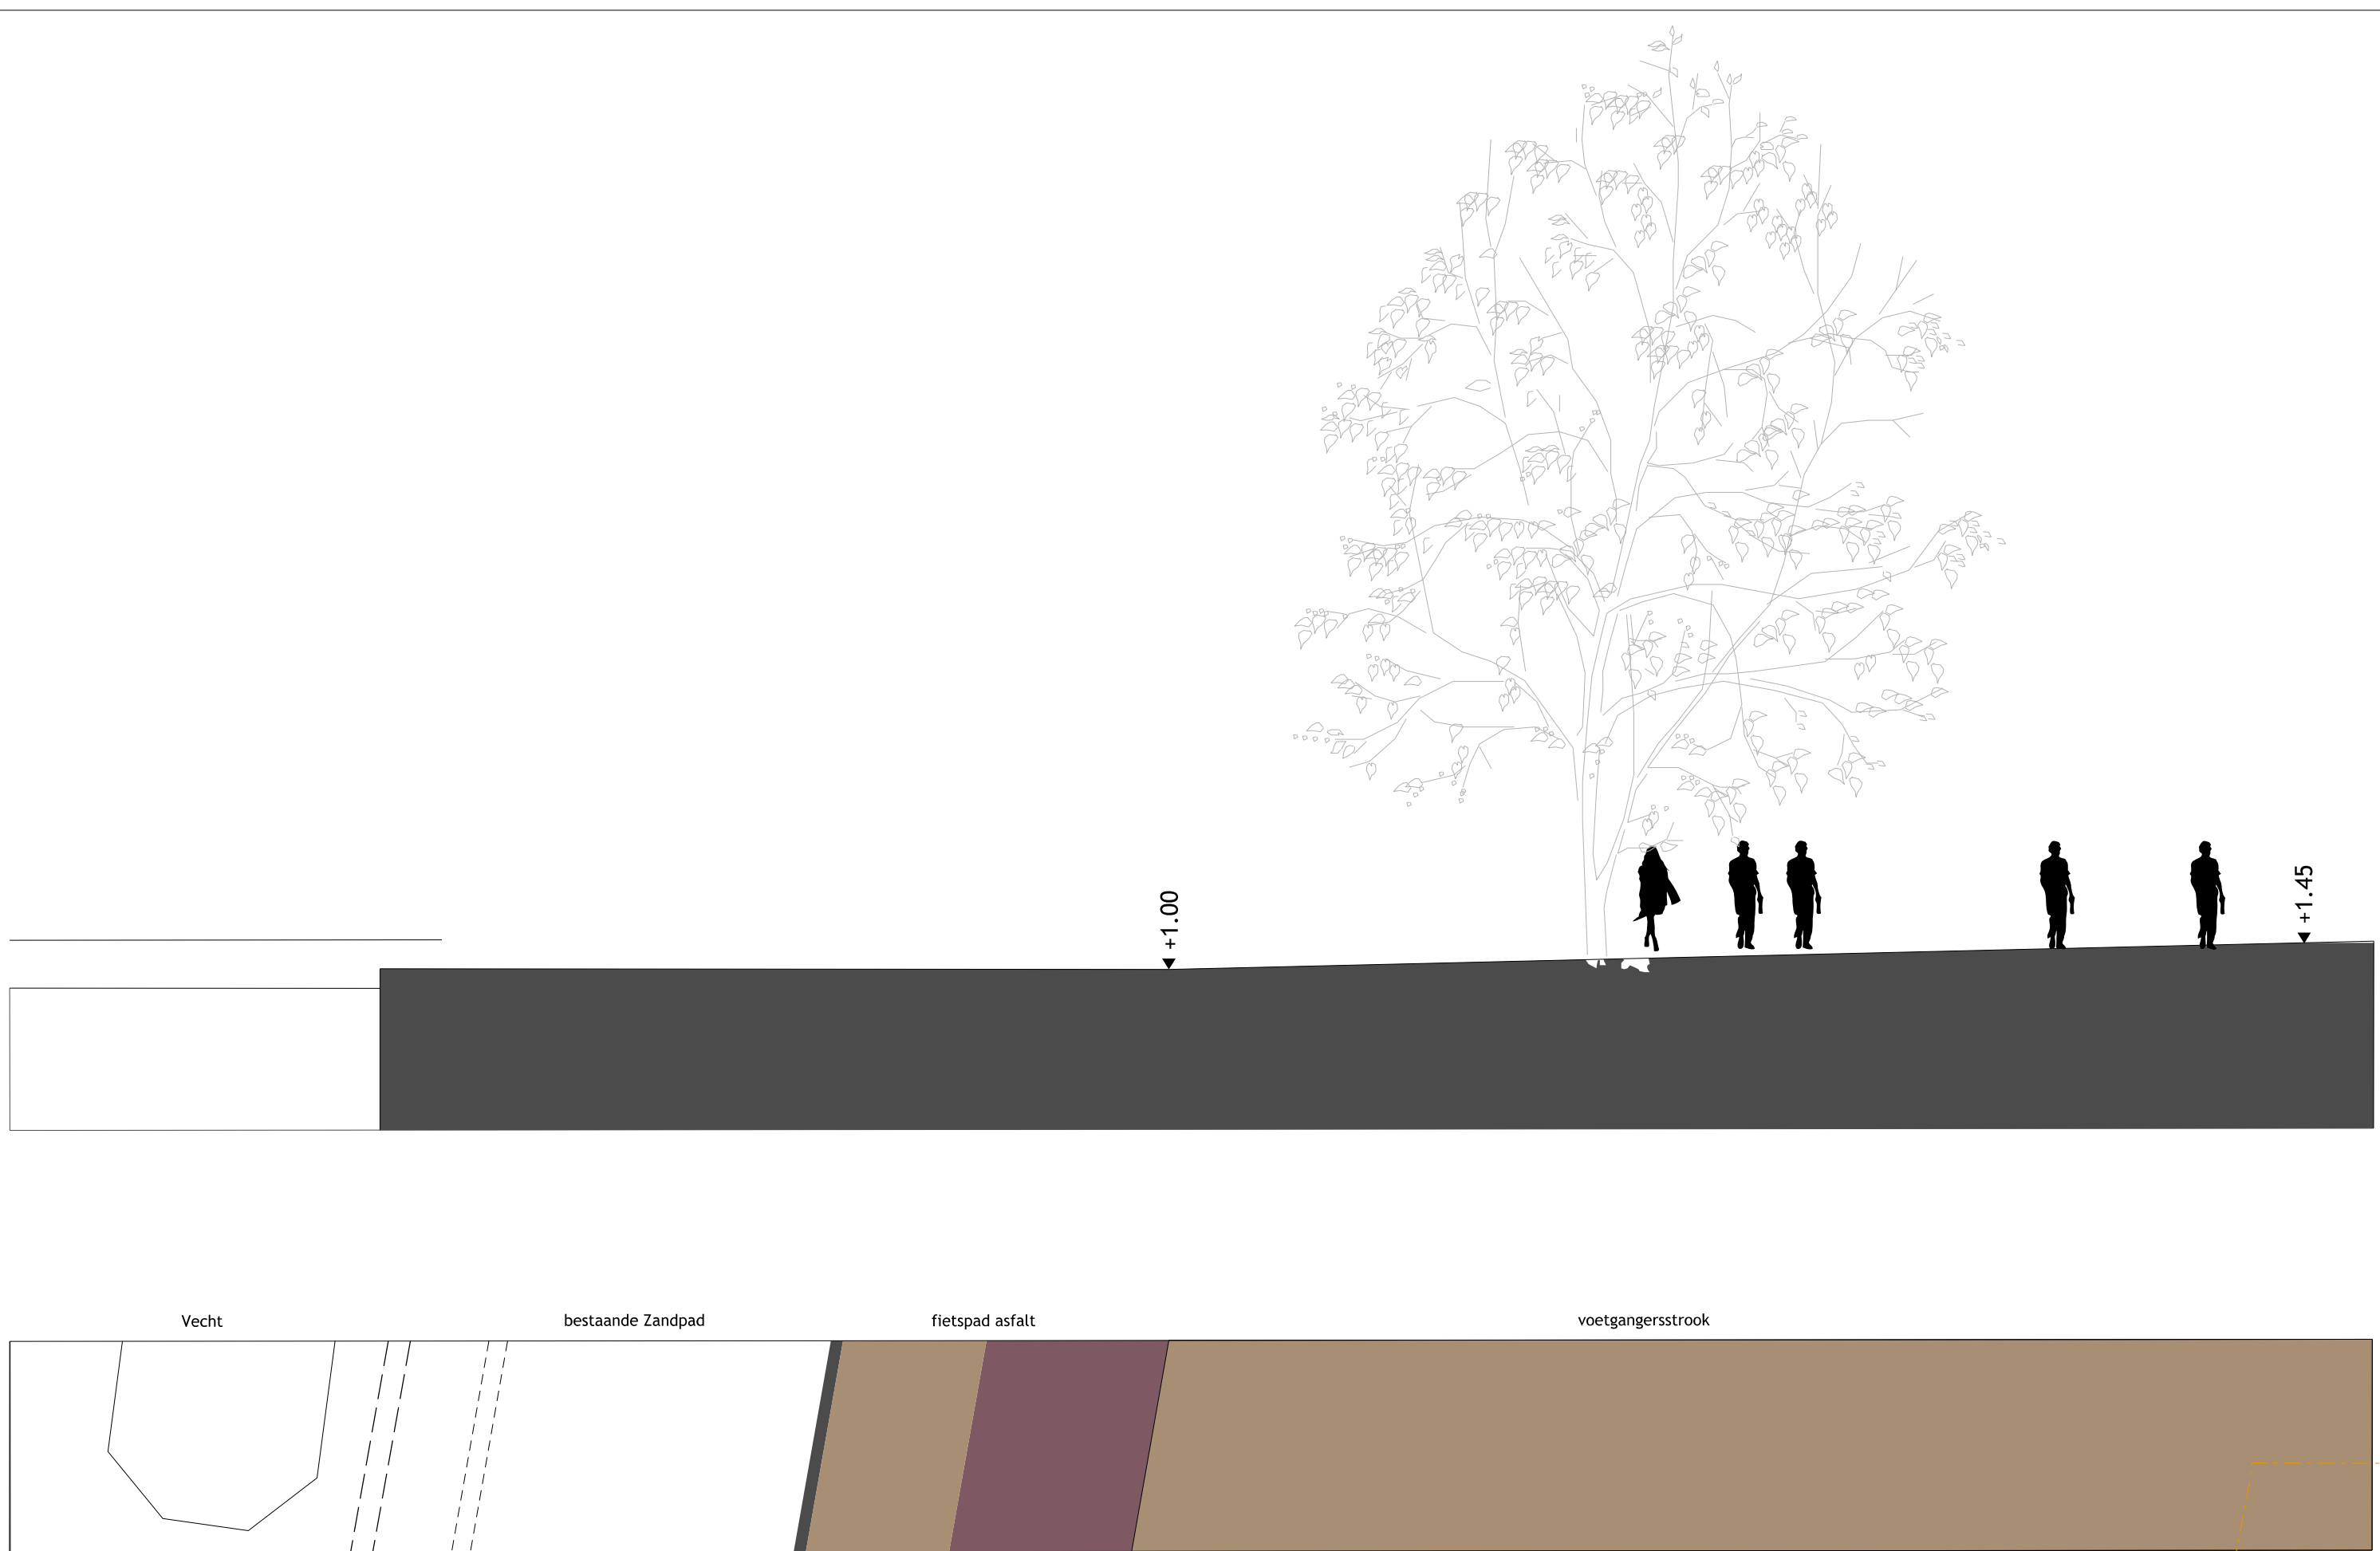 +1.00
+1.45
Vecht
bestaande Zandpad
fietspad asfalt
voetgangersstrook